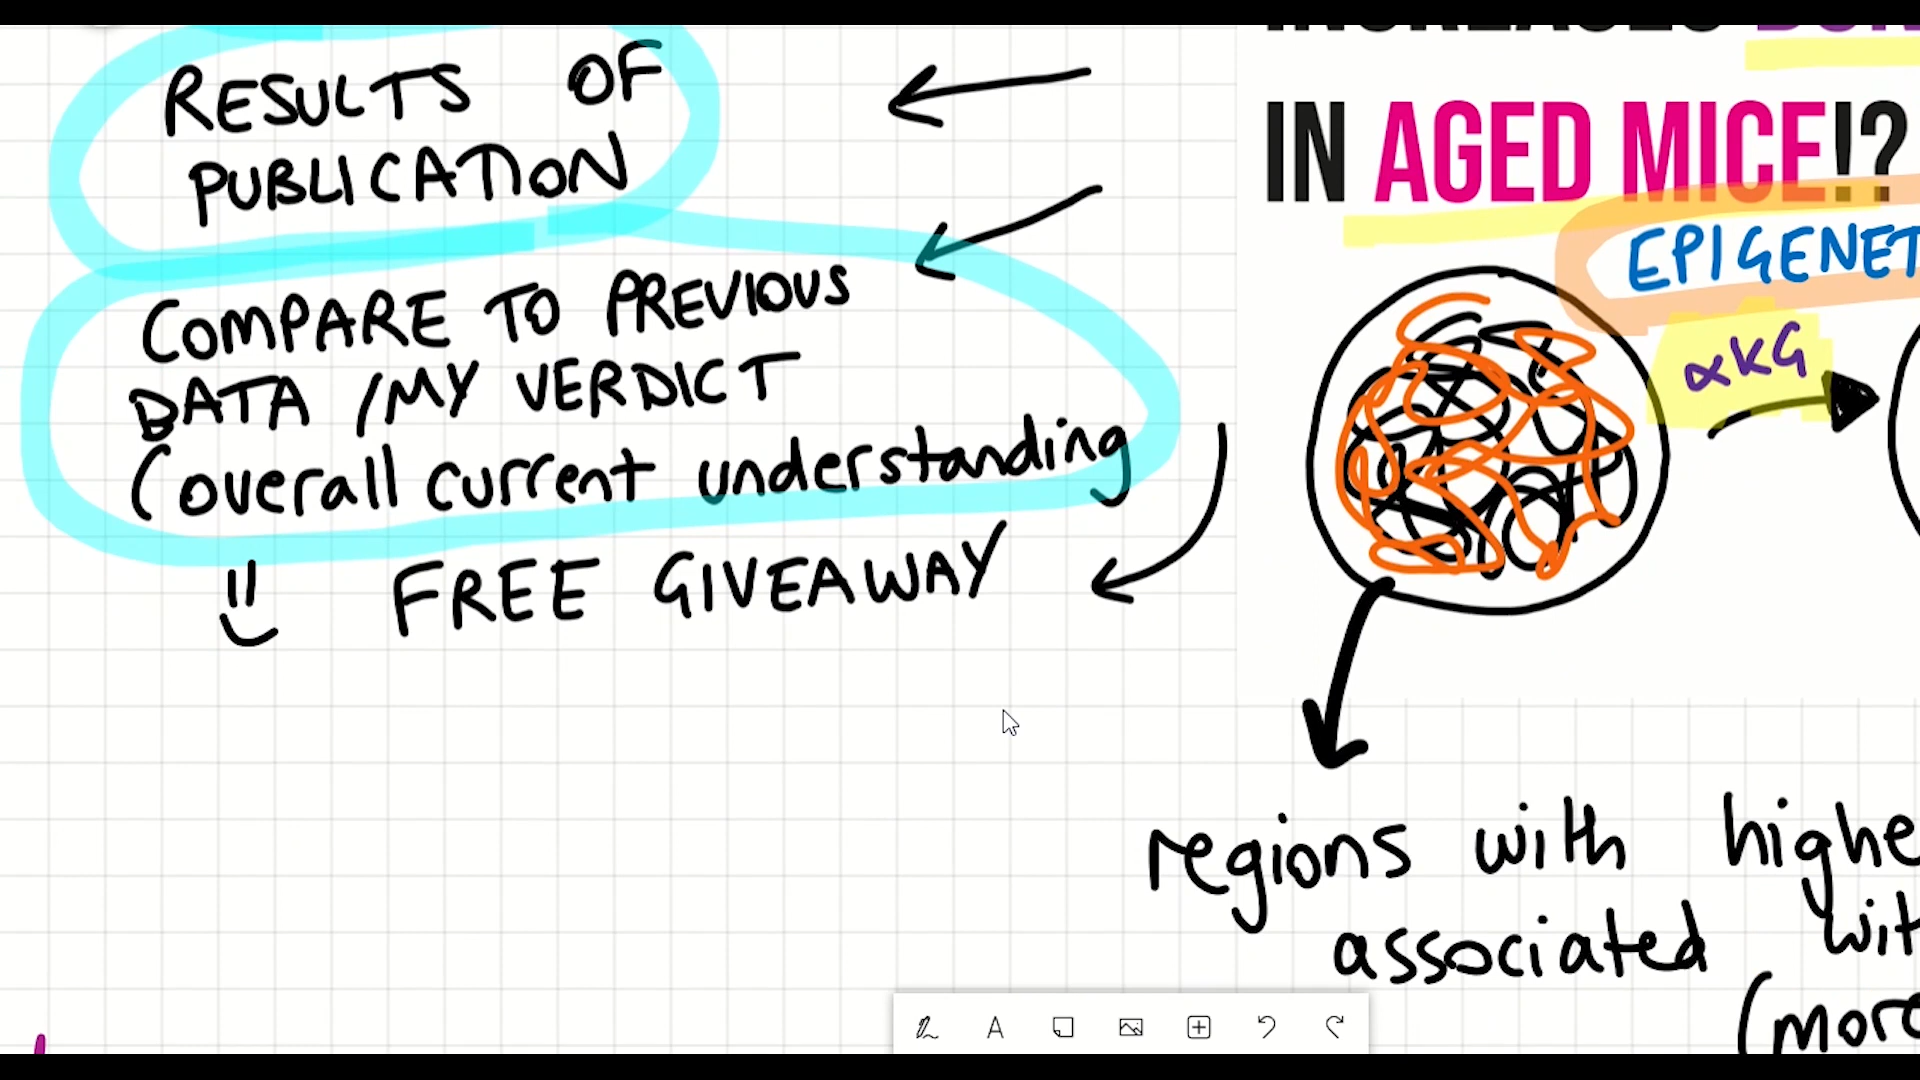 RESULTS OF
PUBLICATION
COMPARE TO PREVIOUS
DATA /MY VERDICT
(overall current understanding
FREE GIVEAWAY
IN AGED MICE!?
EPIGENET
αKG
regions with highe
associated wit
(more
A